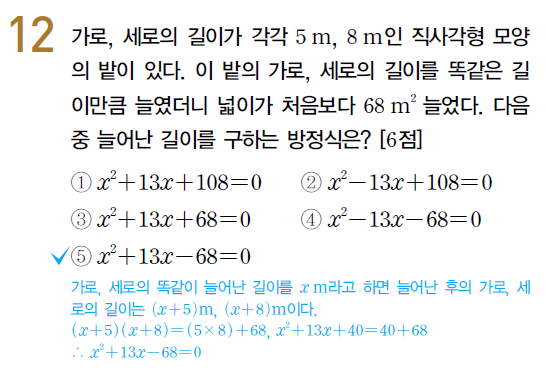 12 가로, 세로의 길이가 각각 5 m, 8 m인 직사각형 모양
의 밭이 있다. 이 밭의 가로, 세로의 길이를 똑같은 길
이만큼 늘였더니 넓이가 처음보다 68 m² 늘었다. 다음
중 늘어난 길이를 구하는 방정식은? [6점]
① x²+13x+108=0 ② x²-13x+108=0
③ x²+13x+68=0 ④ x²-13x-68=0
⑤ x²+13x-68=0
가로, 세로의 똑같이 늘어난 길이를 x m라고 하면 늘어난 후의 가로, 세
로의 길이는 (x+5)m, (x+8)m이다.
(x+5)(x+8)=(5×8)+68, x²+13x+40=40+68
∴ x²+13x-68=0